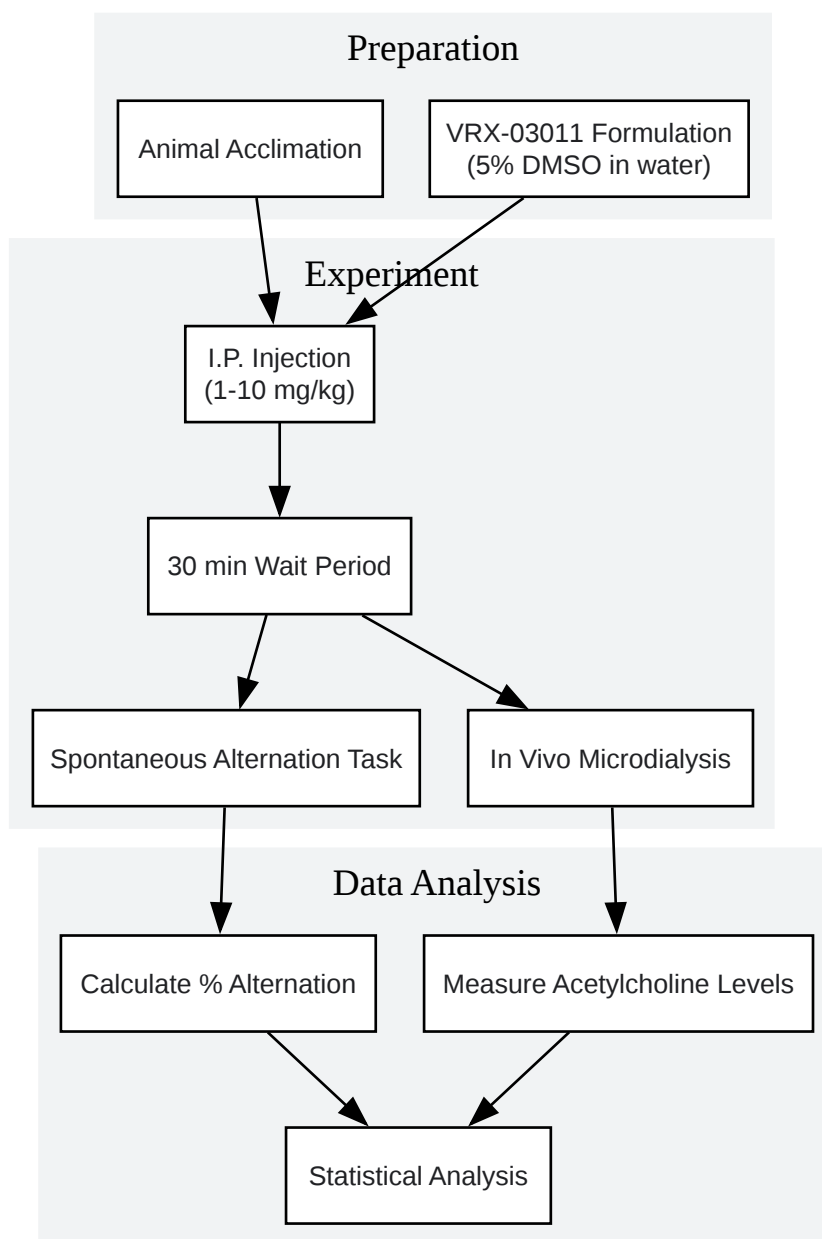 Preparation
Animal Acclimation
VRX-03011 Formulation
(5% DMSO in water)
Experiment
I.P. Injection
(1-10 mg/kg)
30 min Wait Period
Spontaneous Alternation Task
In Vivo Microdialysis
Data Analysis
Calculate % Alternation
Measure Acetylcholine Levels
Statistical Analysis